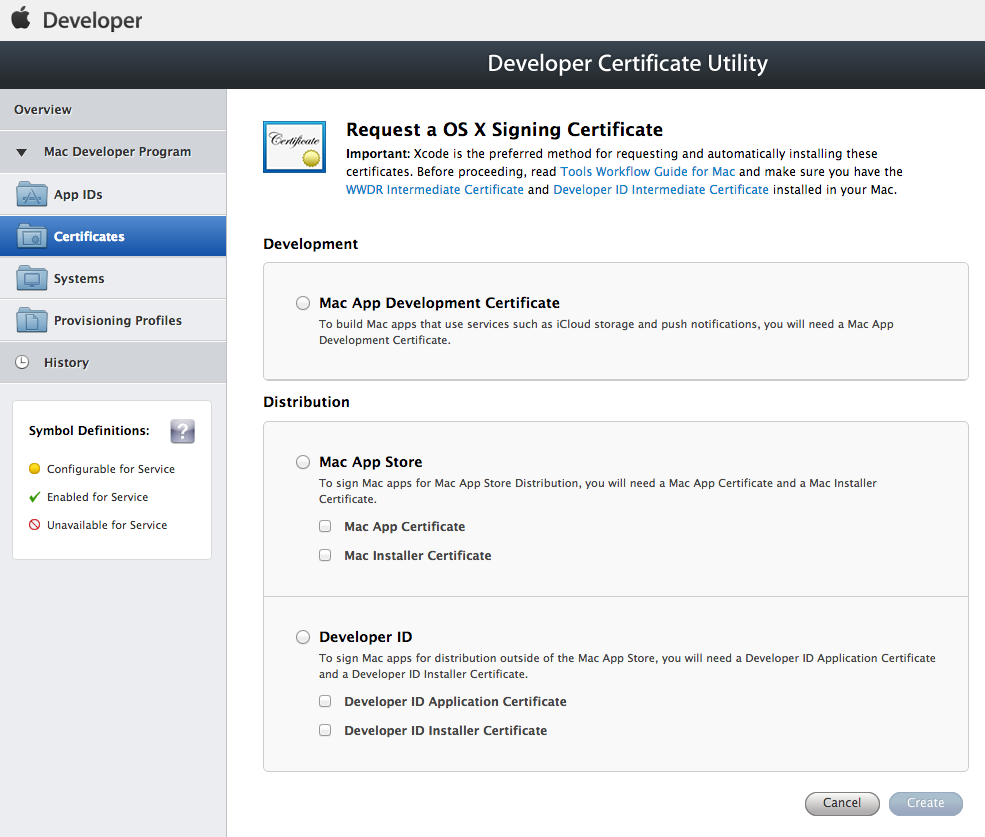 Developer
Developer Certificate Utility
Overview
Mac Developer Program
App IDs
Certificates
Systems
Provisioning Profiles
History
Symbol Definitions:
?
Configurable for Service
Enabled for Service
Unavailable for Service
Certificate
Request a OS X Signing Certificate
Important: Xcode is the preferred method for requesting and automatically installing these
certificates. Before proceeding, read Tools Workflow Guide for Mac and make sure you have the
WWDR Intermediate Certificate and Developer ID Intermediate Certificate installed in your Mac.
Development
Mac App Development Certificate
To build Mac apps that use services such as iCloud storage and push notifications, you will need a Mac App
Development Certificate.
Distribution
Mac App Store
To sign Mac apps for Mac App Store Distribution, you will need a Mac App Certificate and a Mac Installer
Certificate.
Mac App Certificate
Mac Installer Certificate
Developer ID
To sign Mac apps for distribution outside of the Mac App Store, you will need a Developer ID Application Certificate
and a Developer ID Installer Certificate.
Developer ID Application Certificate
Developer ID Installer Certificate
Cancel
Create